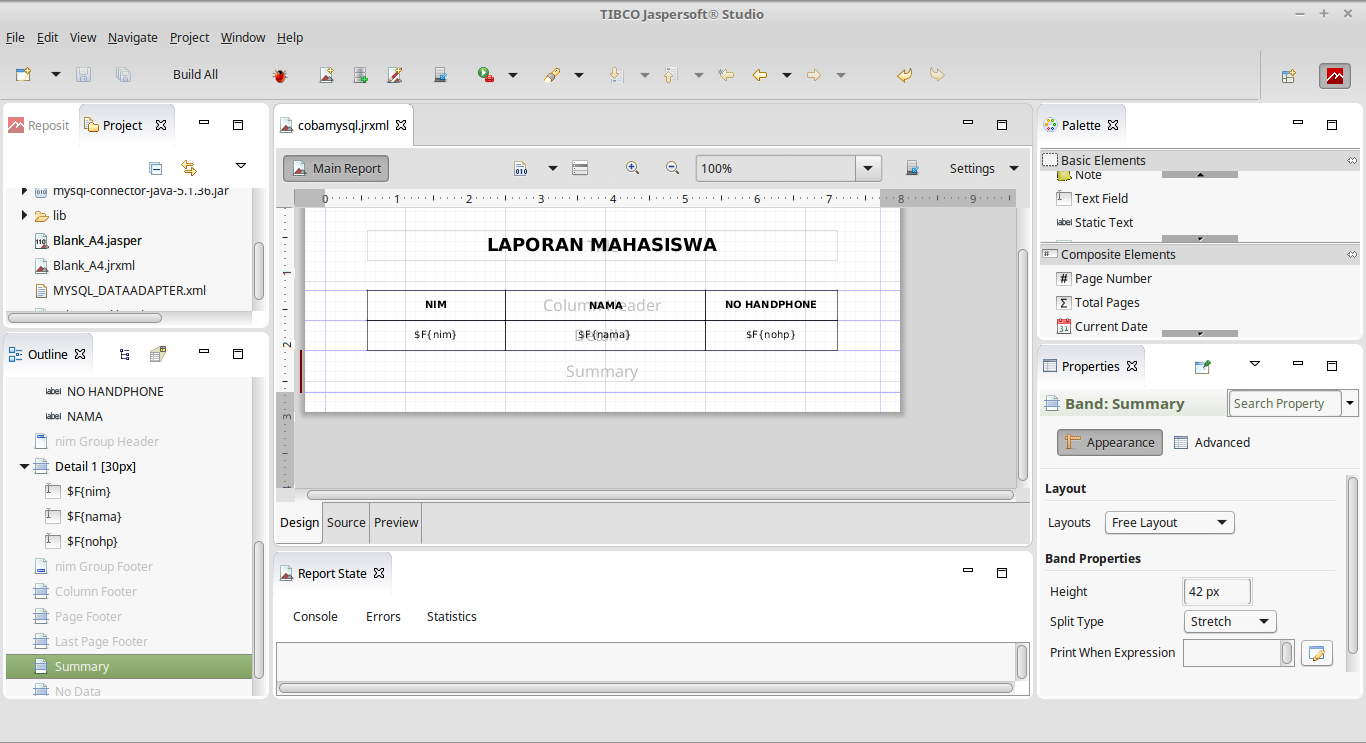 TIBCO Jaspersoft® Studio
File Edit View Navigate Project Window Help
Build All
Reposit Project
mysql-connector-java-5.1.36.jar
lib
Blank_A4.jasper
Blank_A4.jrxml
MYSQL_DATAADAPTER.xml
Outline
NO HANDPHONE
NAMA
nim Group Header
Detail 1 [30px]
$F{nim}
$F{nama}
$F{nohp}
nim Group Footer
Column Footer
Page Footer
Last Page Footer
Summary
No Data
cobamysql.jrxml
Main Report 100% Settings
0 1 2 3 4 5 6 7 8 9
1
2
3
LAPORAN MAHASISWA
Column Header
NIM NAMA NO HANDPHONE
$F{nim} $F{nama} $F{nohp}
Summary
Design Source Preview
Report State
Console Errors Statistics
Palette
Basic Elements
Note
Text Field
Static Text
Composite Elements
Page Number
Total Pages
Current Date
Properties
Band: Summary Search Property
Appearance Advanced
Layout
Layouts Free Layout
Band Properties
Height 42 px
Split Type Stretch
Print When Expression